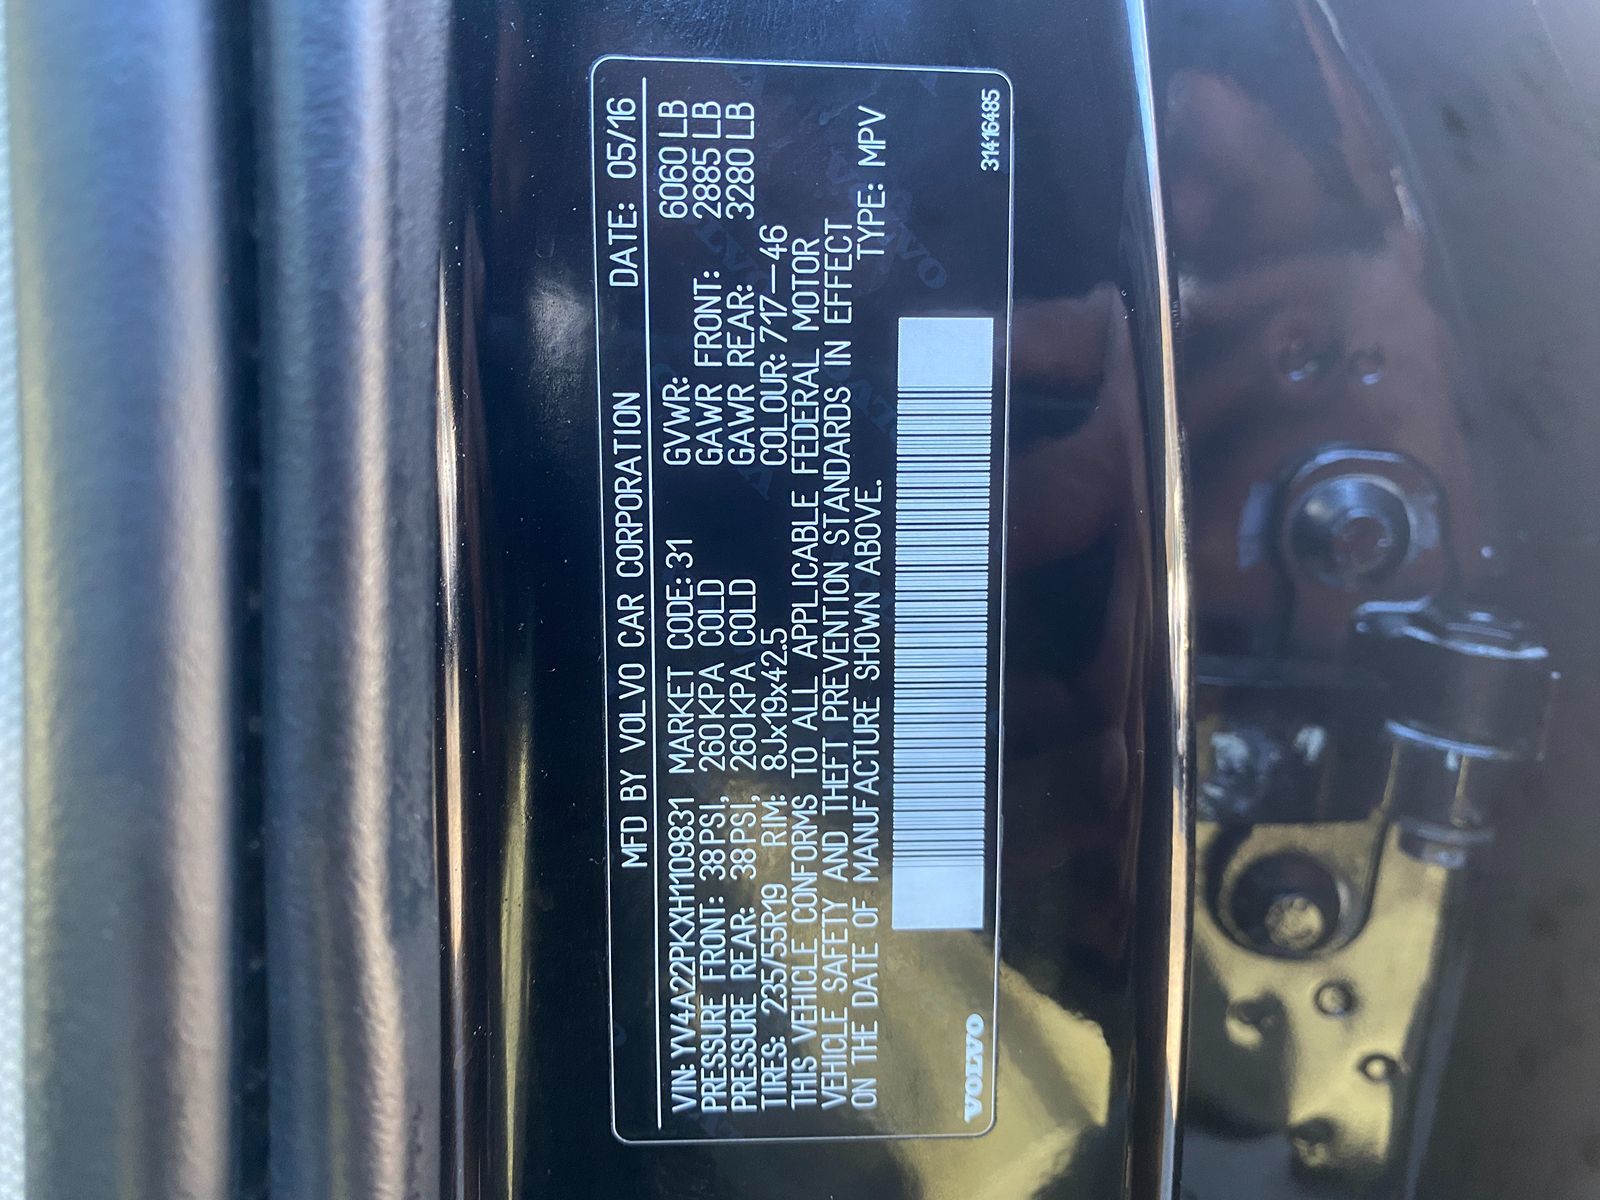 MFD BY VOLVO CAR CORPORATION DATE: 05/16
VIN: YV4A22PKXH1109831 MARKET CODE: 31 GVWR: 6060 LB
PRESSURE FRONT: 38 PSI, 260 KPA COLD GAWR FRONT: 2885 LB
PRESSURE REAR: 38 PSI, 260 KPA COLD GAWR REAR: 3280 LB
TIRES: 235/55R19 RIM: 8Jx19x42.5 COLOUR: 717-46
THIS VEHICLE CONFORMS TO ALL APPLICABLE FEDERAL MOTOR
VEHICLE SAFETY AND THEFT PREVENTION STANDARDS IN EFFECT
ON THE DATE OF MANUFACTURE SHOWN ABOVE. TYPE: MPV
VOLVO 31416485